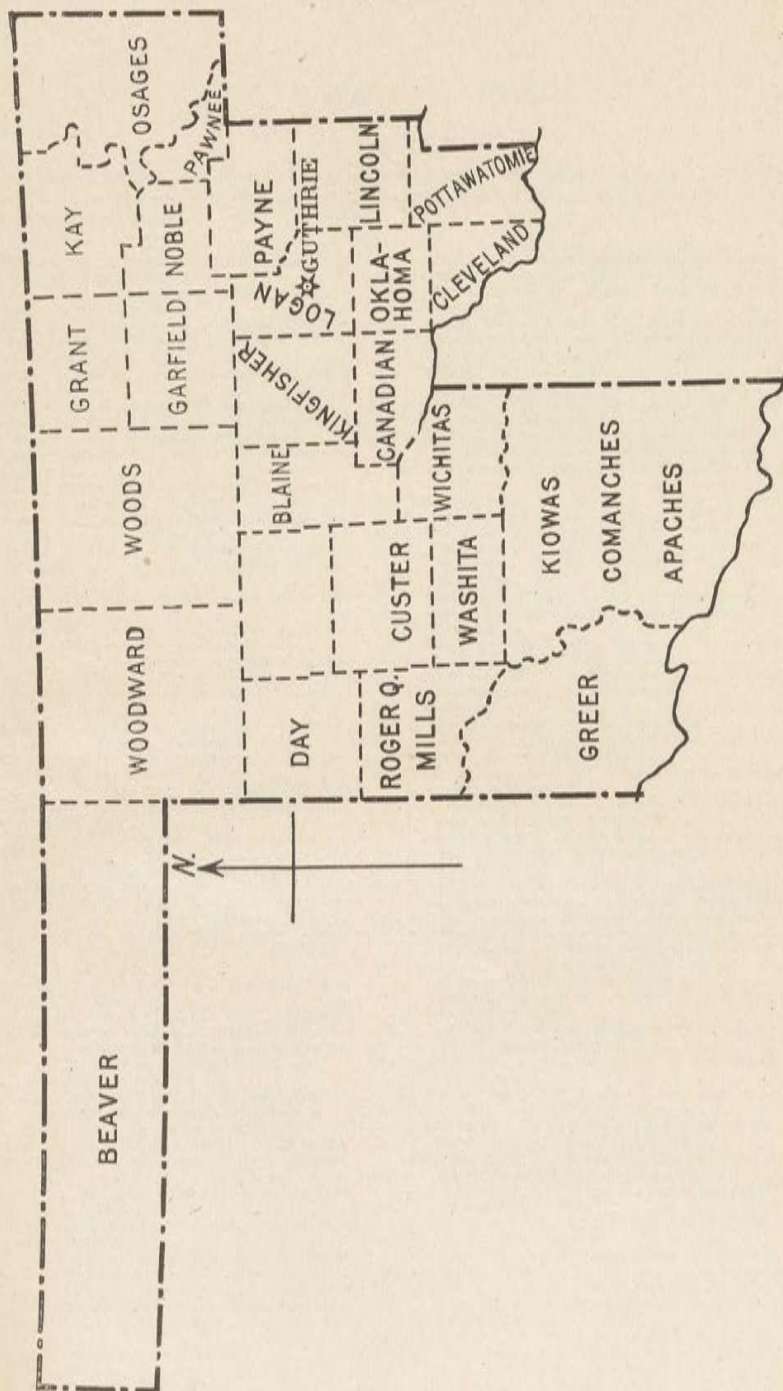 BEAVER
N.
WOODWARD
WOODS
GRANT
KAY
OSAGES
GARFIELD
NOBLE
PAWNEE
DAY
BLAINE
KINGFISHER
LOGAN
PAYNE
GUTHRIE
LINCOLN
ROGER Q.
MILLS
CUSTER
CANADIAN
OKLA-
HOMA
POTTAWATOMIE
CLEVELAND
WASHITA
WICHITAS
GREER
KIOWAS
COMANCHES
APACHES